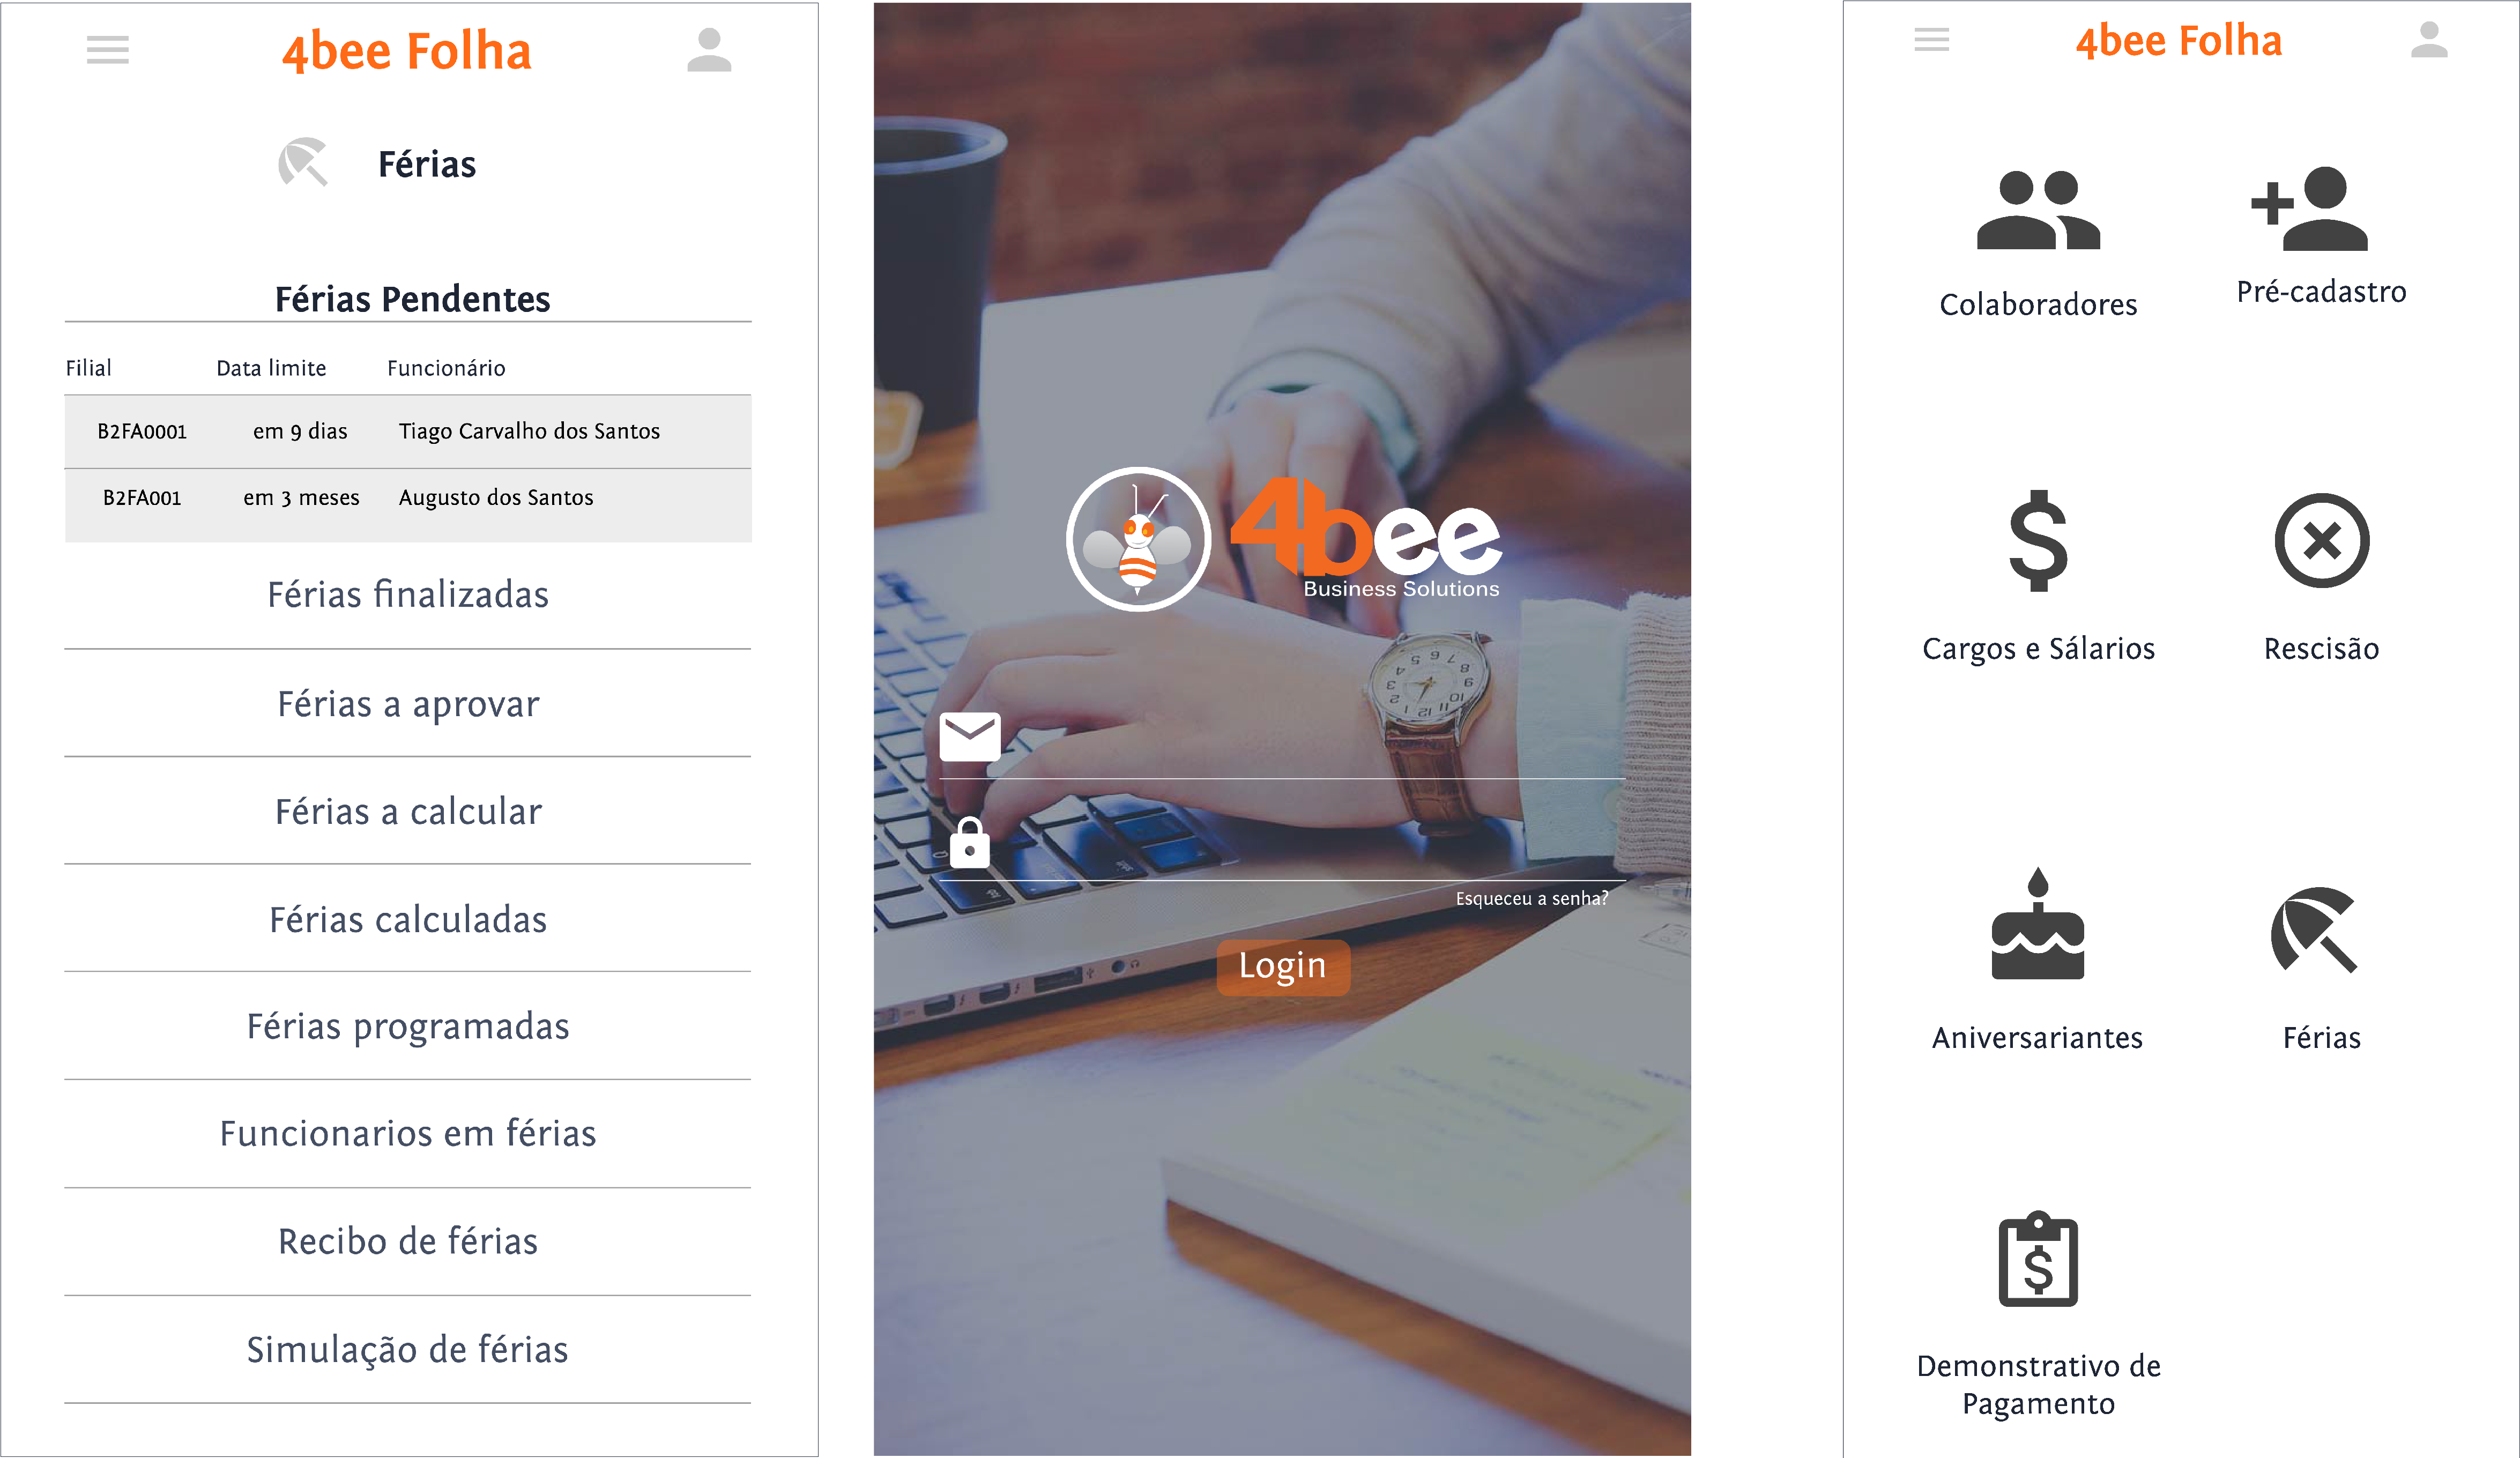 4bee Folha
Férias
Férias Pendentes
Filial Data limite Funcionário
B2FA0001 em 9 dias Tiago Carvalho dos Santos
B2FA001 em 3 meses Augusto dos Santos
Férias finalizadas
Férias a aprovar
Férias a calcular
Férias calculadas
Férias programadas
Funcionarios em férias
Recibo de férias
Simulação de férias
4bee
Business Solutions
Esqueceu a senha?
Login
4bee Folha
Colaboradores Pré-cadastro
Cargos e Sálarios Rescisão
Aniversariantes Férias
Demonstrativo de
Pagamento